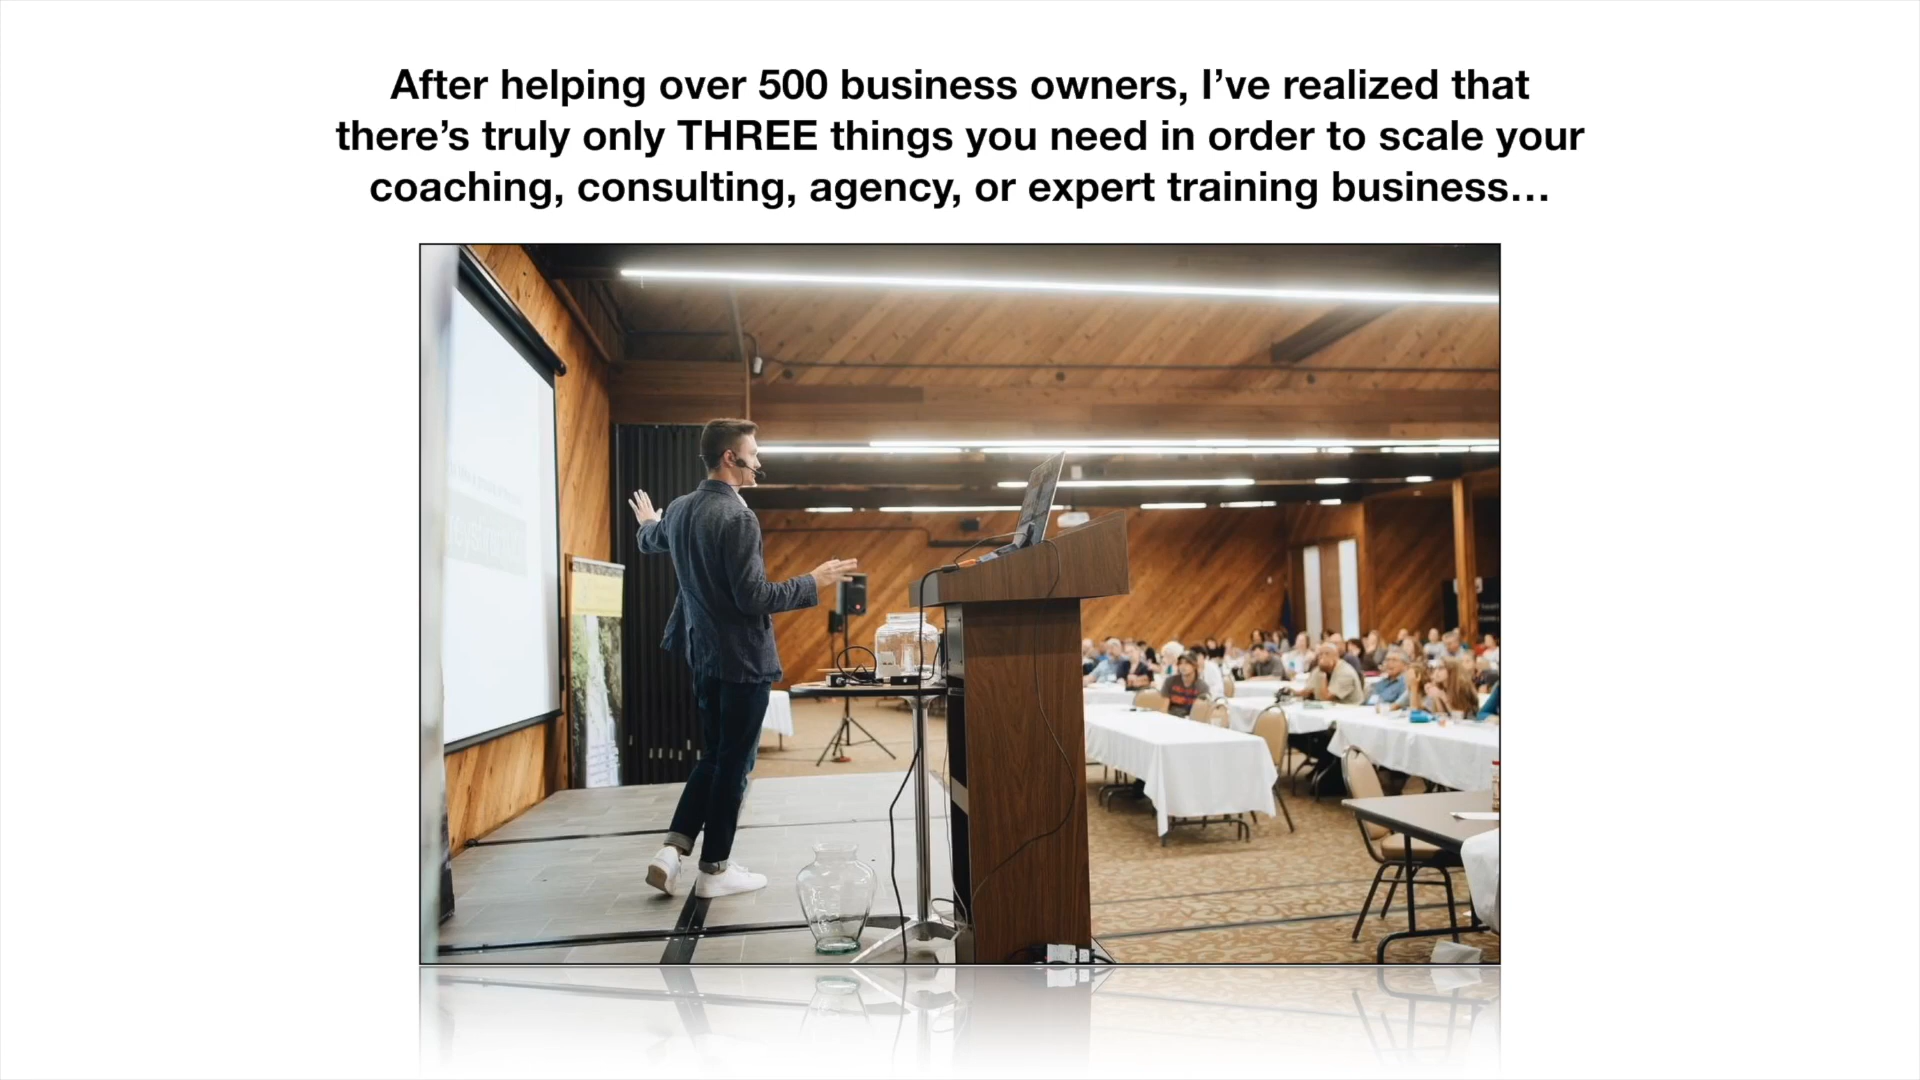 After helping over 500 business owners, I’ve realized that
there’s truly only THREE things you need in order to scale your
coaching, consulting, agency, or expert training business…